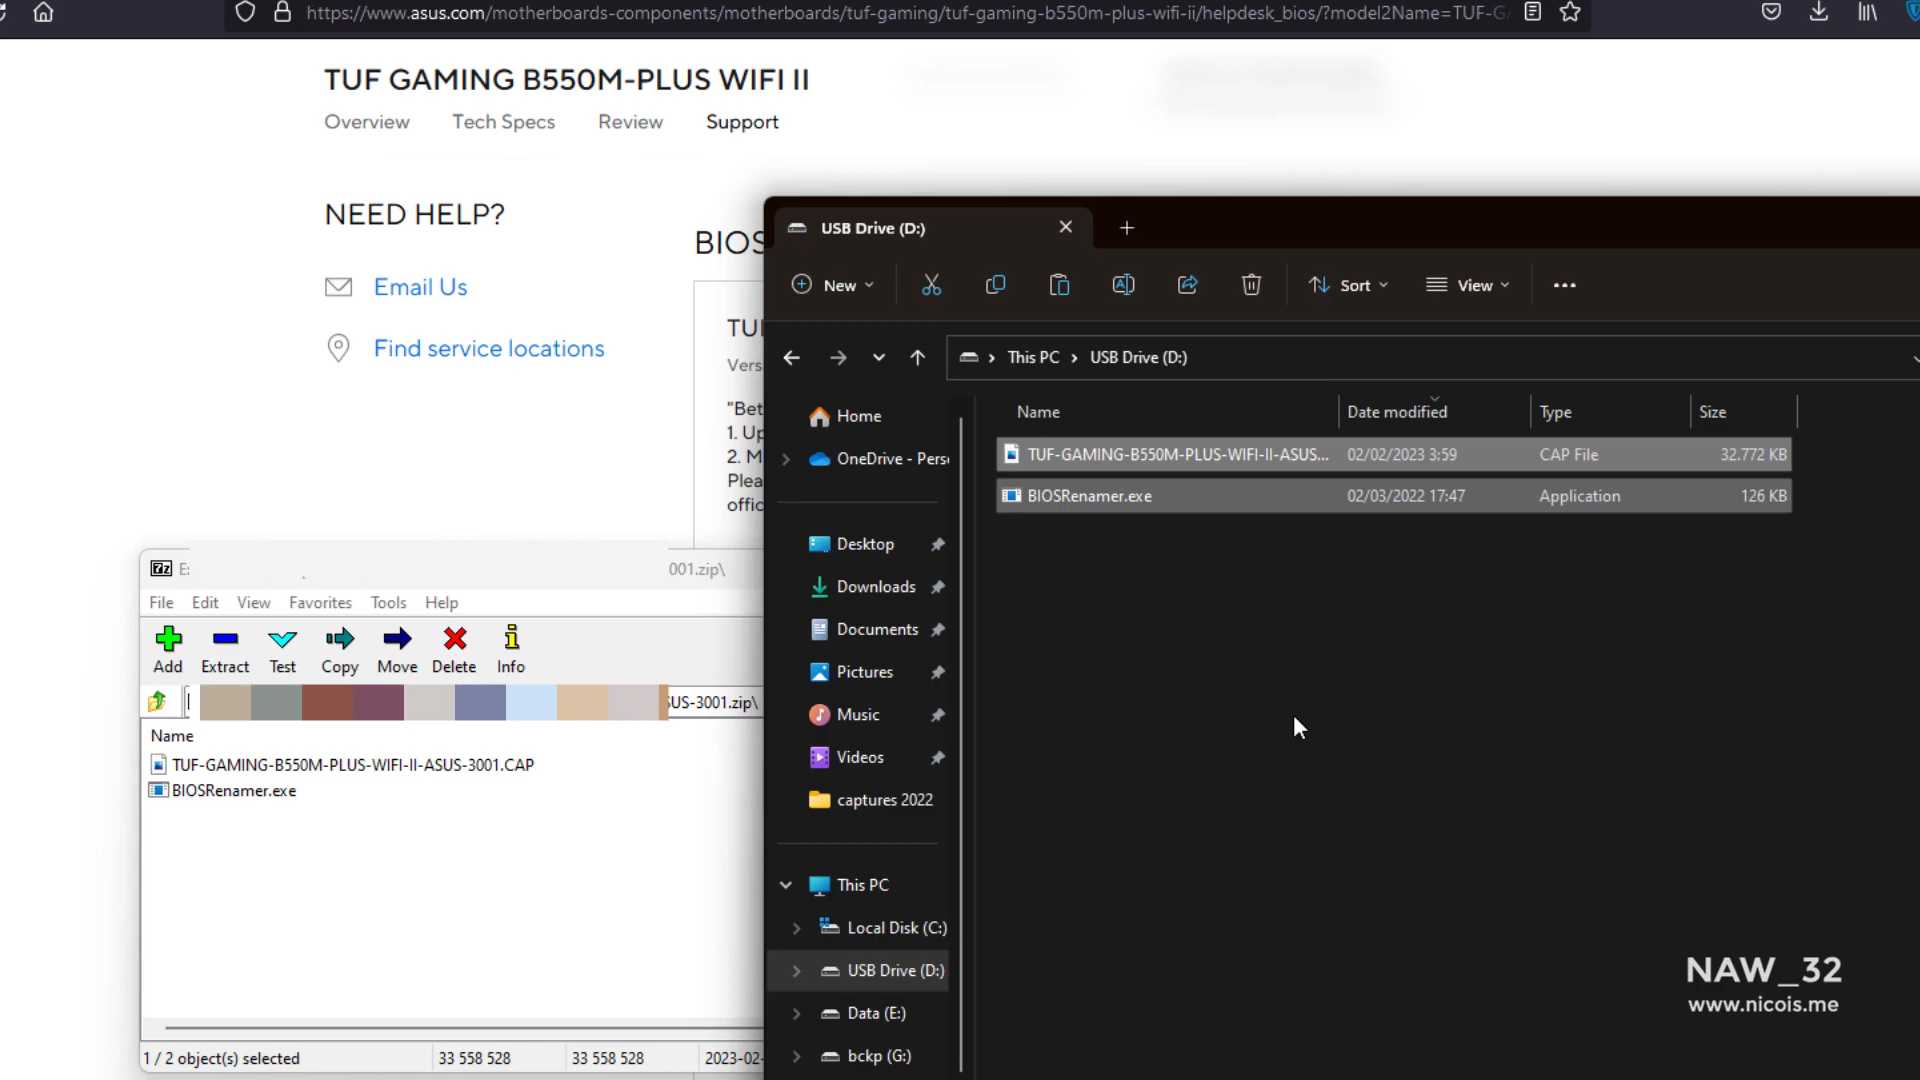 https://www.asus.com/motherboards-components/motherboards/tuf-gaming/tuf-gaming-b550m-plus-wifi-ii/helpdesk_bios/?model2Name=TUF-G
TUF GAMING B550M-PLUS WIFI II
Overview Tech Specs Review Support
NEED HELP?
Email Us
Find service locations
BIOS
TU
Vers
"Bet
1. Up
2. M
Plea
offic
USB Drive (D:)
New Sort View
This PC USB Drive (D:)
Name Date modified Type Size
TUF-GAMING-B550M-PLUS-WIFI-II-ASUS... 02/02/2023 3:59 CAP File 32.772 KB
BIOSRenamer.exe 02/03/2022 17:47 Application 126 KB
Home
OneDrive - Pers
Desktop
Downloads
Documents
Pictures
Music
Videos
captures 2022
This PC
Local Disk (C:)
USB Drive (D:)
Data (E:)
bckp (G:)
7z E: 001.zip\
File Edit View Favorites Tools Help
Add Extract Test Copy Move Delete Info
SUS-3001.zip\
Name
TUF-GAMING-B550M-PLUS-WIFI-II-ASUS-3001.CAP
BIOSRenamer.exe
1 / 2 object(s) selected 33 558 528 33 558 528 2023-02-
NAW_32
www.nicois.me